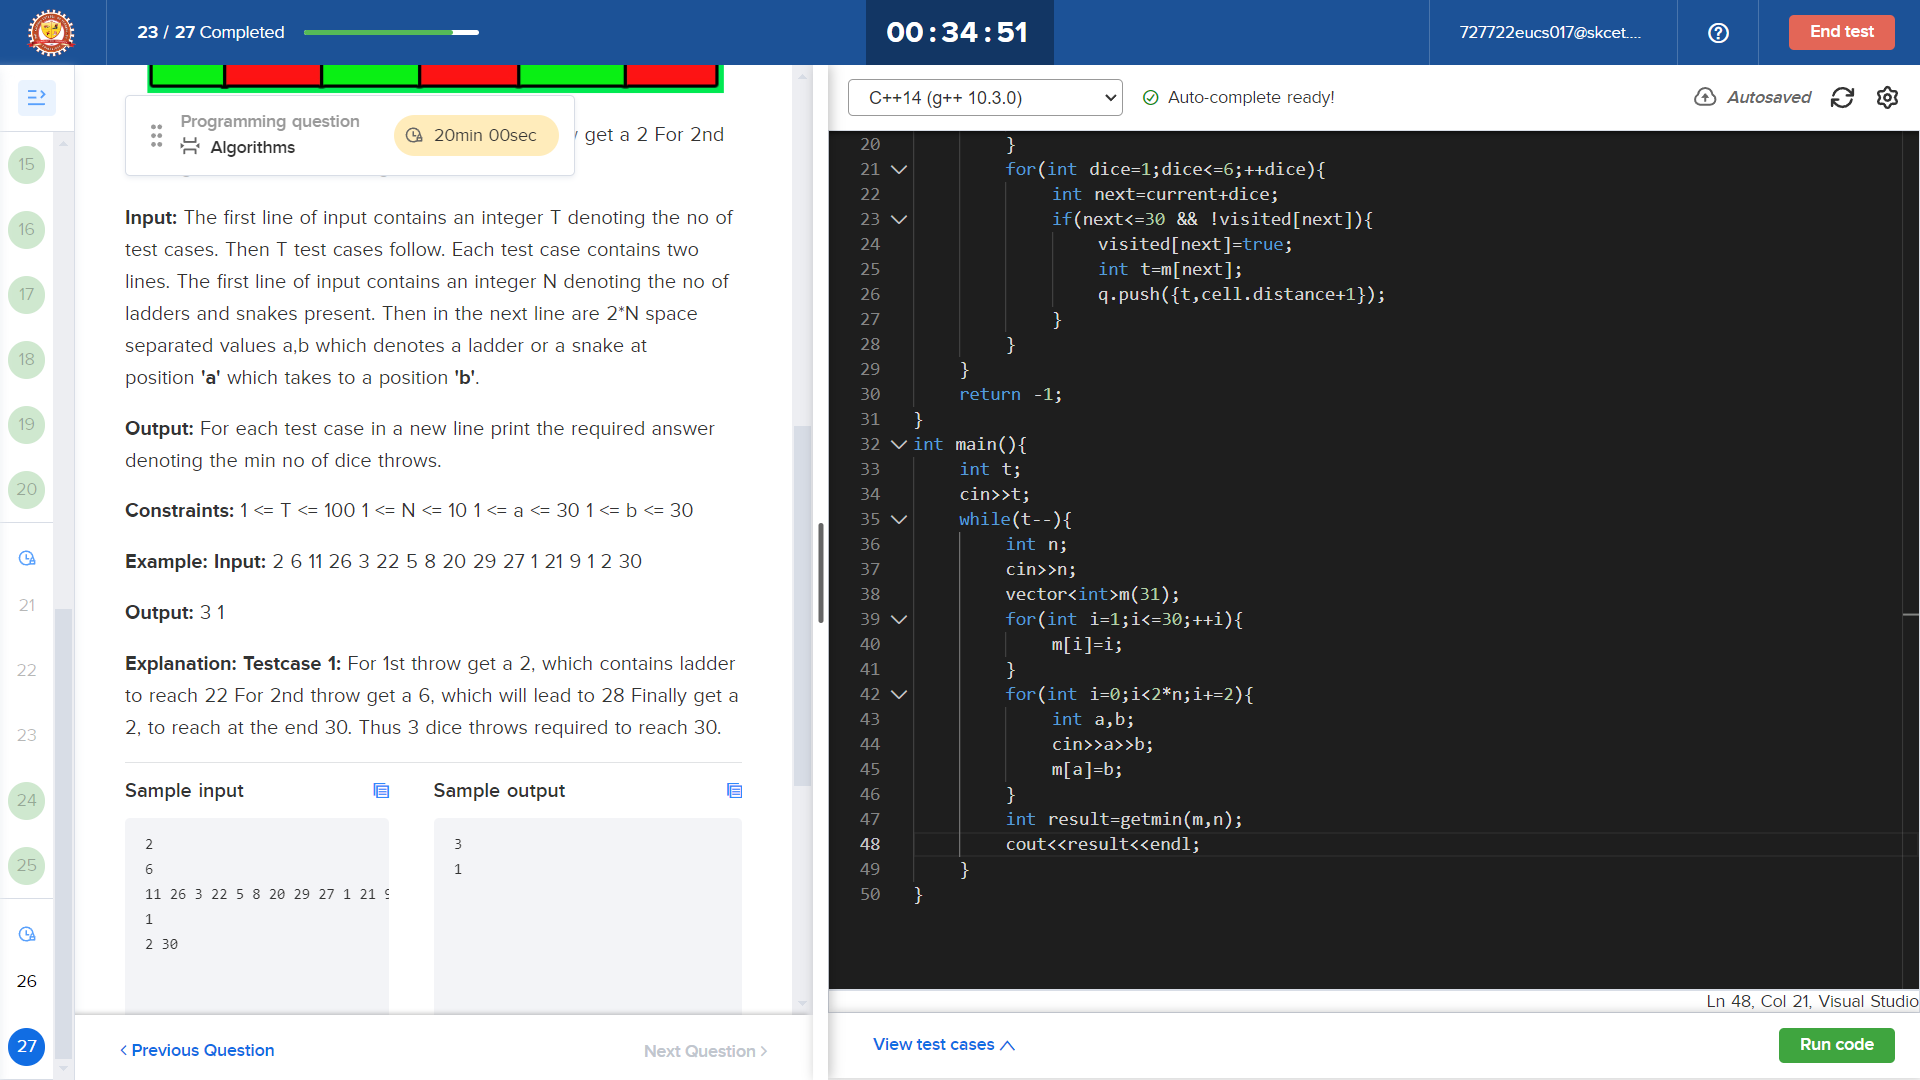 23 / 27 Completed
00:34:51
727722eucs017@skcet....
End test
15
16
17
18
19
20
21
22
23
24
25
26
27
Programming question
Algorithms
20min 00sec
get a 2 For 2nd
Input: The first line of input contains an integer T denoting the no of
test cases. Then T test cases follow. Each test case contains two
lines. The first line of input contains an integer N denoting the no of
ladders and snakes present. Then in the next line are 2*N space
separated values a,b which denotes a ladder or a snake at
position 'a' which takes to a position 'b'.
Output: For each test case in a new line print the required answer
denoting the min no of dice throws.
Constraints: 1 <= T <= 100 1 <= N <= 10 1 <= a <= 30 1 <= b <= 30
Example: Input: 2 6 11 26 3 22 5 8 20 29 27 1 21 9 1 2 30
Output: 3 1
Explanation: Testcase 1: For 1st throw get a 2, which contains ladder
to reach 22 For 2nd throw get a 6, which will lead to 28 Finally get a
2, to reach at the end 30. Thus 3 dice throws required to reach 30.
Sample input
2
6
11 26 3 22 5 8 20 29 27 1 21 9
1
2 30
Sample output
3
1
Previous Question
Next Question
C++14 (g++ 10.3.0)
Auto-complete ready!
Autosaved
20 }
21 for(int dice=1;dice<=6;++dice){
22 int next=current+dice;
23 if(next<=30 && !visited[next]){
24 visited[next]=true;
25 int t=m[next];
26 q.push({t,cell.distance+1});
27 }
28 }
29 }
30 return -1;
31 }
32 int main(){
33 int t;
34 cin>>t;
35 while(t--){
36 int n;
37 cin>>n;
38 vector<int>m(31);
39 for(int i=1;i<=30;++i){
40 m[i]=i;
41 }
42 for(int i=0;i<2*n;i+=2){
43 int a,b;
44 cin>>a>>b;
45 m[a]=b;
46 }
47 int result=getmin(m,n);
48 cout<<result<<endl;
49 }
50 }
Ln 48, Col 21, Visual Studio
View test cases
Run code